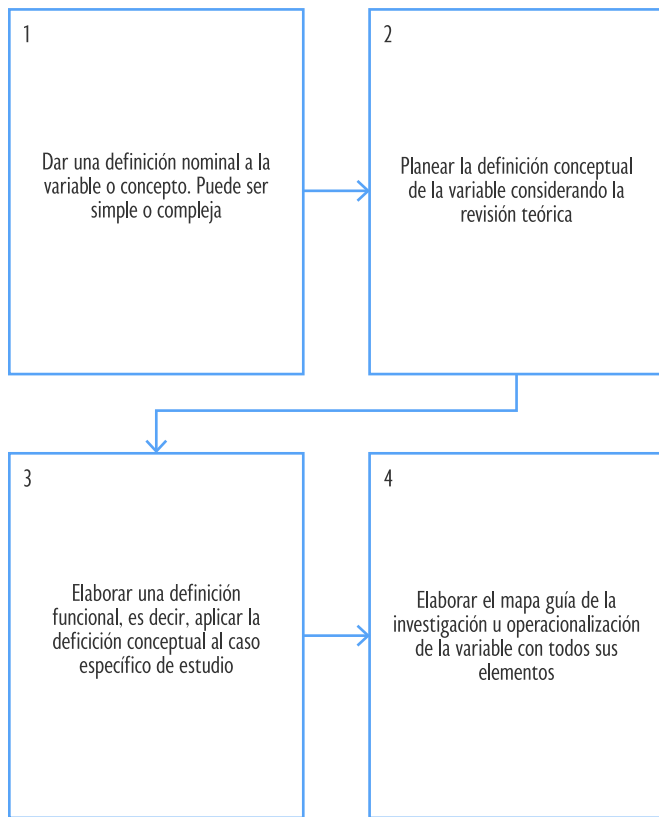 1
Dar una definición nominal a la
variable o concepto. Puede ser
simple o compleja
2
Planear la definición conceptual
de la variable considerando la
revisión teórica
3
Elaborar una definición
funcional, es decir, aplicar la
deficición conceptual al caso
específico de estudio
4
Elaborar el mapa guía de la
investigación u operacionalización
de la variable con todos sus
elementos